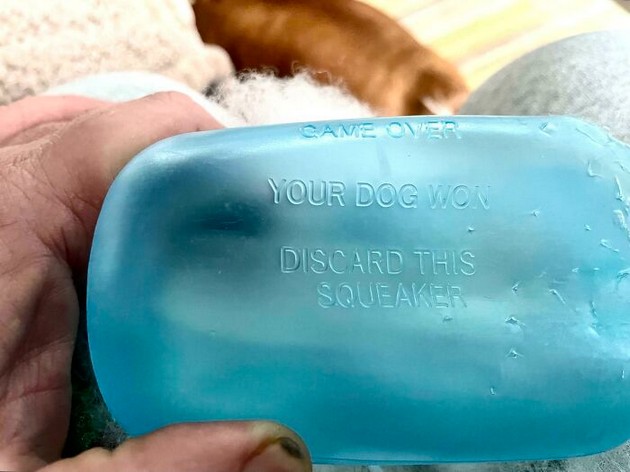 GAME OVER
YOUR DOG WON
DISCARD THIS
SQUEAKER